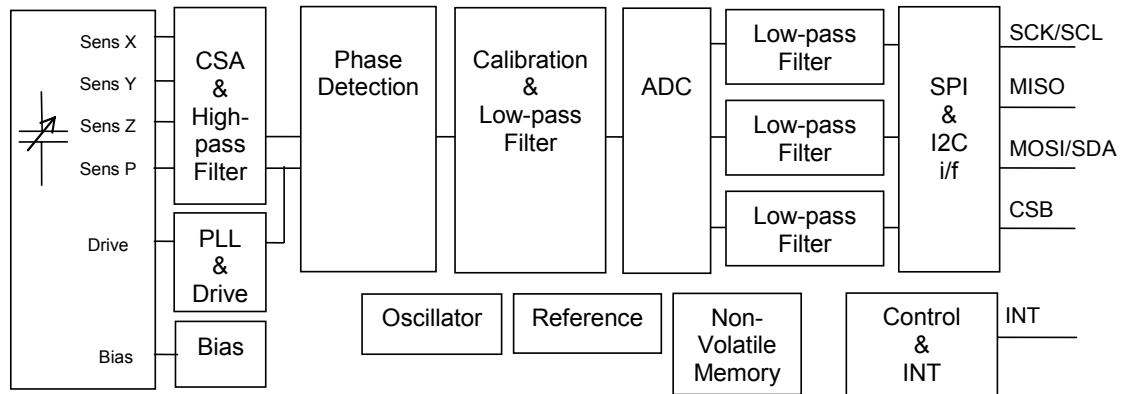 Sens X
Sens Y
Sens Z
Sens P
Drive
Bias
CSA
&
High-
pass
Filter
PLL
&
Drive
Bias
Phase
Detection
Calibration
&
Low-pass
Filter
ADC
Low-pass
Filter
Low-pass
Filter
Low-pass
Filter
SPI
&
I2C
i/f
SCK/SCL
MISO
MOSI/SDA
CSB
Oscillator
Reference
Non-
Volatile
Memory
Control
&
INT
INT